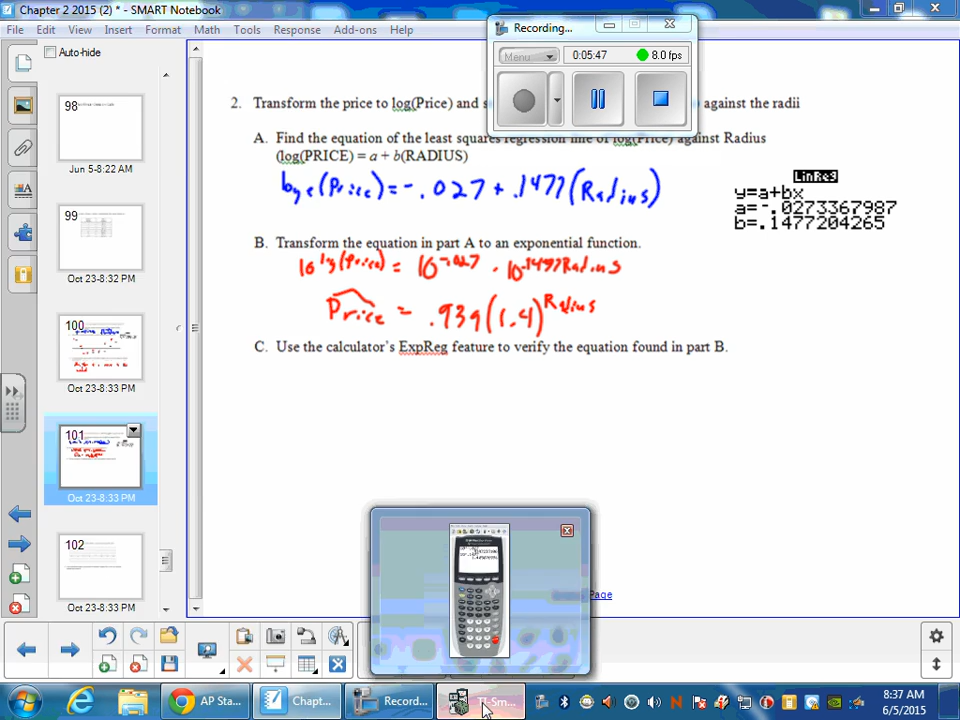 Chapter 2 2015 (2) * - SMART Notebook
File Edit View Insert Format Math Tools Response Add-ons Help
Recording...
Menu 0:05:47 8.0 fps
Auto-hide
98
Jun 5-8:22 AM
99
Oct 23-8:32 PM
100
Oct 23-8:33 PM
101
Oct 23-8:33 PM
102
Oct 23-8:33 PM
2. Transform the price to log(Price) and s against the radii
A. Find the equation of the least squares regression line of log(Price) against Radius
(log(PRICE) = a + b(RADIUS)
(Price) = -.027 + .1477(Radius)
LinReg
y=a+bx
a=-.0273367987
b=.1477204265
B. Transform the equation in part A to an exponential function.
10 log(Price) = 10 -.027 · 10 .1477 Radius
Price = .939(1.4) Radius
C. Use the calculator's ExpReg feature to verify the equation found in part B.
Page
AP Sta... Chapt... Record... TI-Sm...
8:37 AM
6/5/2015